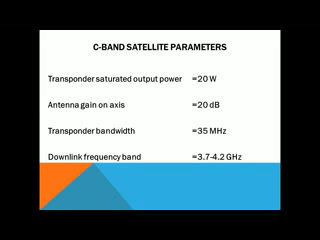 C-BAND SATELLITE PARAMETERS
Transponder saturated output power =20 W
Antenna gain on axis =20 dB
Transponder bandwidth =35 MHz
Downlink frequency band =3.7-4.2 GHz